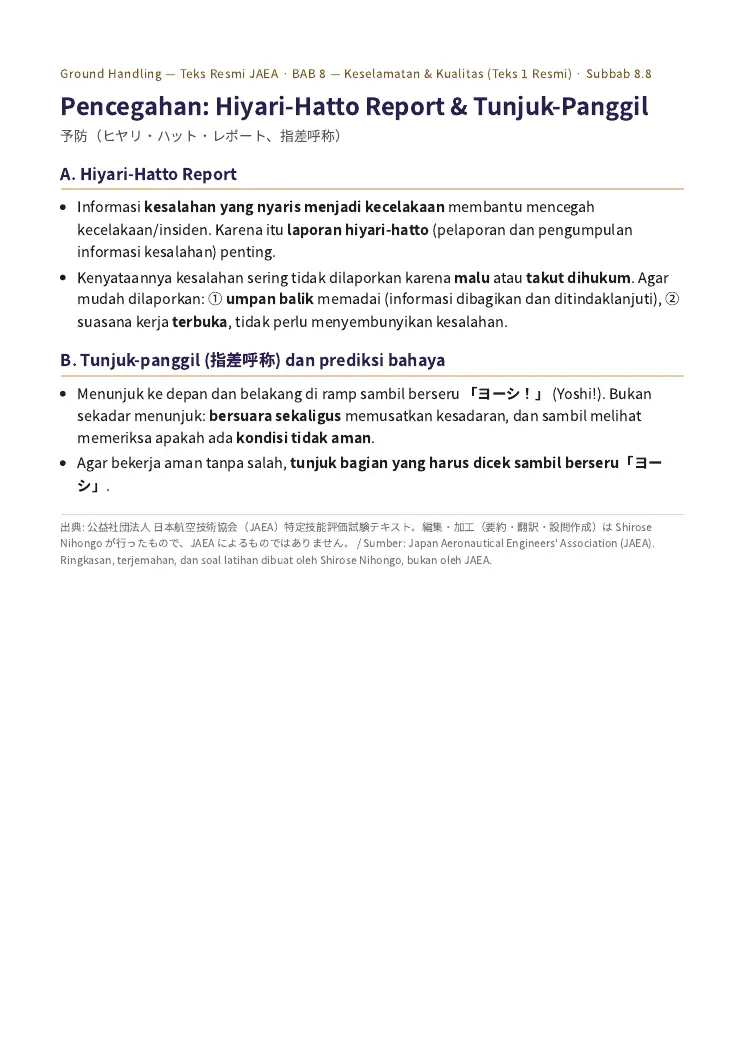 Ground Handling — Teks Resmi JAEA · BAB 8 — Keselamatan & Kualitas (Teks 1 Resmi) · Subbab 8.8
Pencegahan: Hiyari-Hatto Report & Tunjuk-Panggil
予防（ヒヤリ・ハット・レポート、指差呼称）
A. Hiyari-Hatto Report
• Informasi kesalahan yang nyaris menjadi kecelakaan membantu mencegah
kecelakaan/insiden. Karena itu laporan hiyari-hatto (pelaporan dan pengumpulan
informasi kesalahan) penting.
• Kenyataannya kesalahan sering tidak dilaporkan karena malu atau takut dihukum. Agar
mudah dilaporkan: ① umpan balik memadai (informasi dibagikan dan ditindaklanjuti), ②
suasana kerja terbuka, tidak perlu menyembunyikan kesalahan.
B. Tunjuk-panggil (指差呼称) dan prediksi bahaya
• Menunjuk ke depan dan belakang di ramp sambil berseru 「ヨーシ！」 (Yoshi!). Bukan
sekadar menunjuk: bersuara sekaligus memusatkan kesadaran, dan sambil melihat
memeriksa apakah ada kondisi tidak aman.
• Agar bekerja aman tanpa salah, tunjuk bagian yang harus dicek sambil berseru「ヨー
シ」.
出典: 公益社団法人 日本航空技術協会（JAEA）特定技能評価試験テキスト。編集・加工（要約・翻訳・設問作成）は Shirose
Nihongo が行ったもので、JAEA によるものではありません。 / Sumber: Japan Aeronautical Engineers' Association (JAEA).
Ringkasan, terjemahan, dan soal latihan dibuat oleh Shirose Nihongo, bukan oleh JAEA.